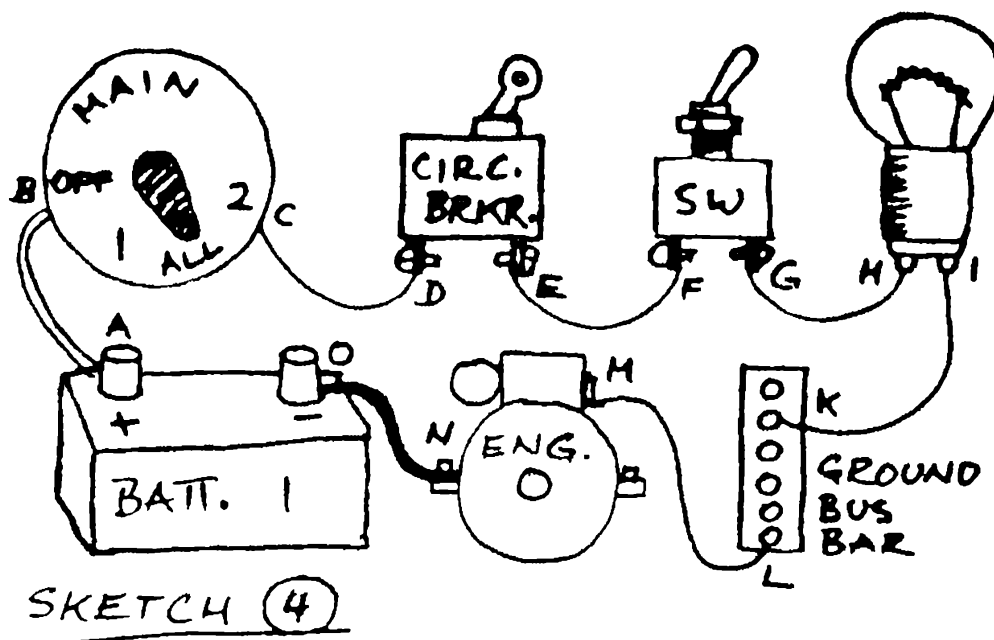 MAIN
OFF
1
ALL
2
B
C
CIRC.
BRKR.
D
E
SW
F
G
H
I
A
+
O
-
BATT. 1
N
ENG.
M
K
GROUND
BUS
BAR
L
SKETCH 4